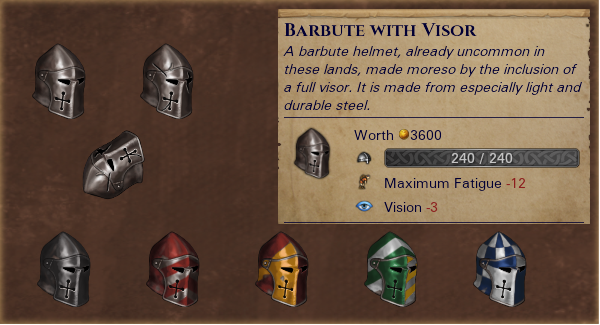 Barbute with Visor
A barbute helmet, already uncommon in
these lands, made moreso by the inclusion of
a full visor. It is made from especially light and
durable steel.
Worth 3600
240 / 240
Maximum Fatigue -12
Vision -3